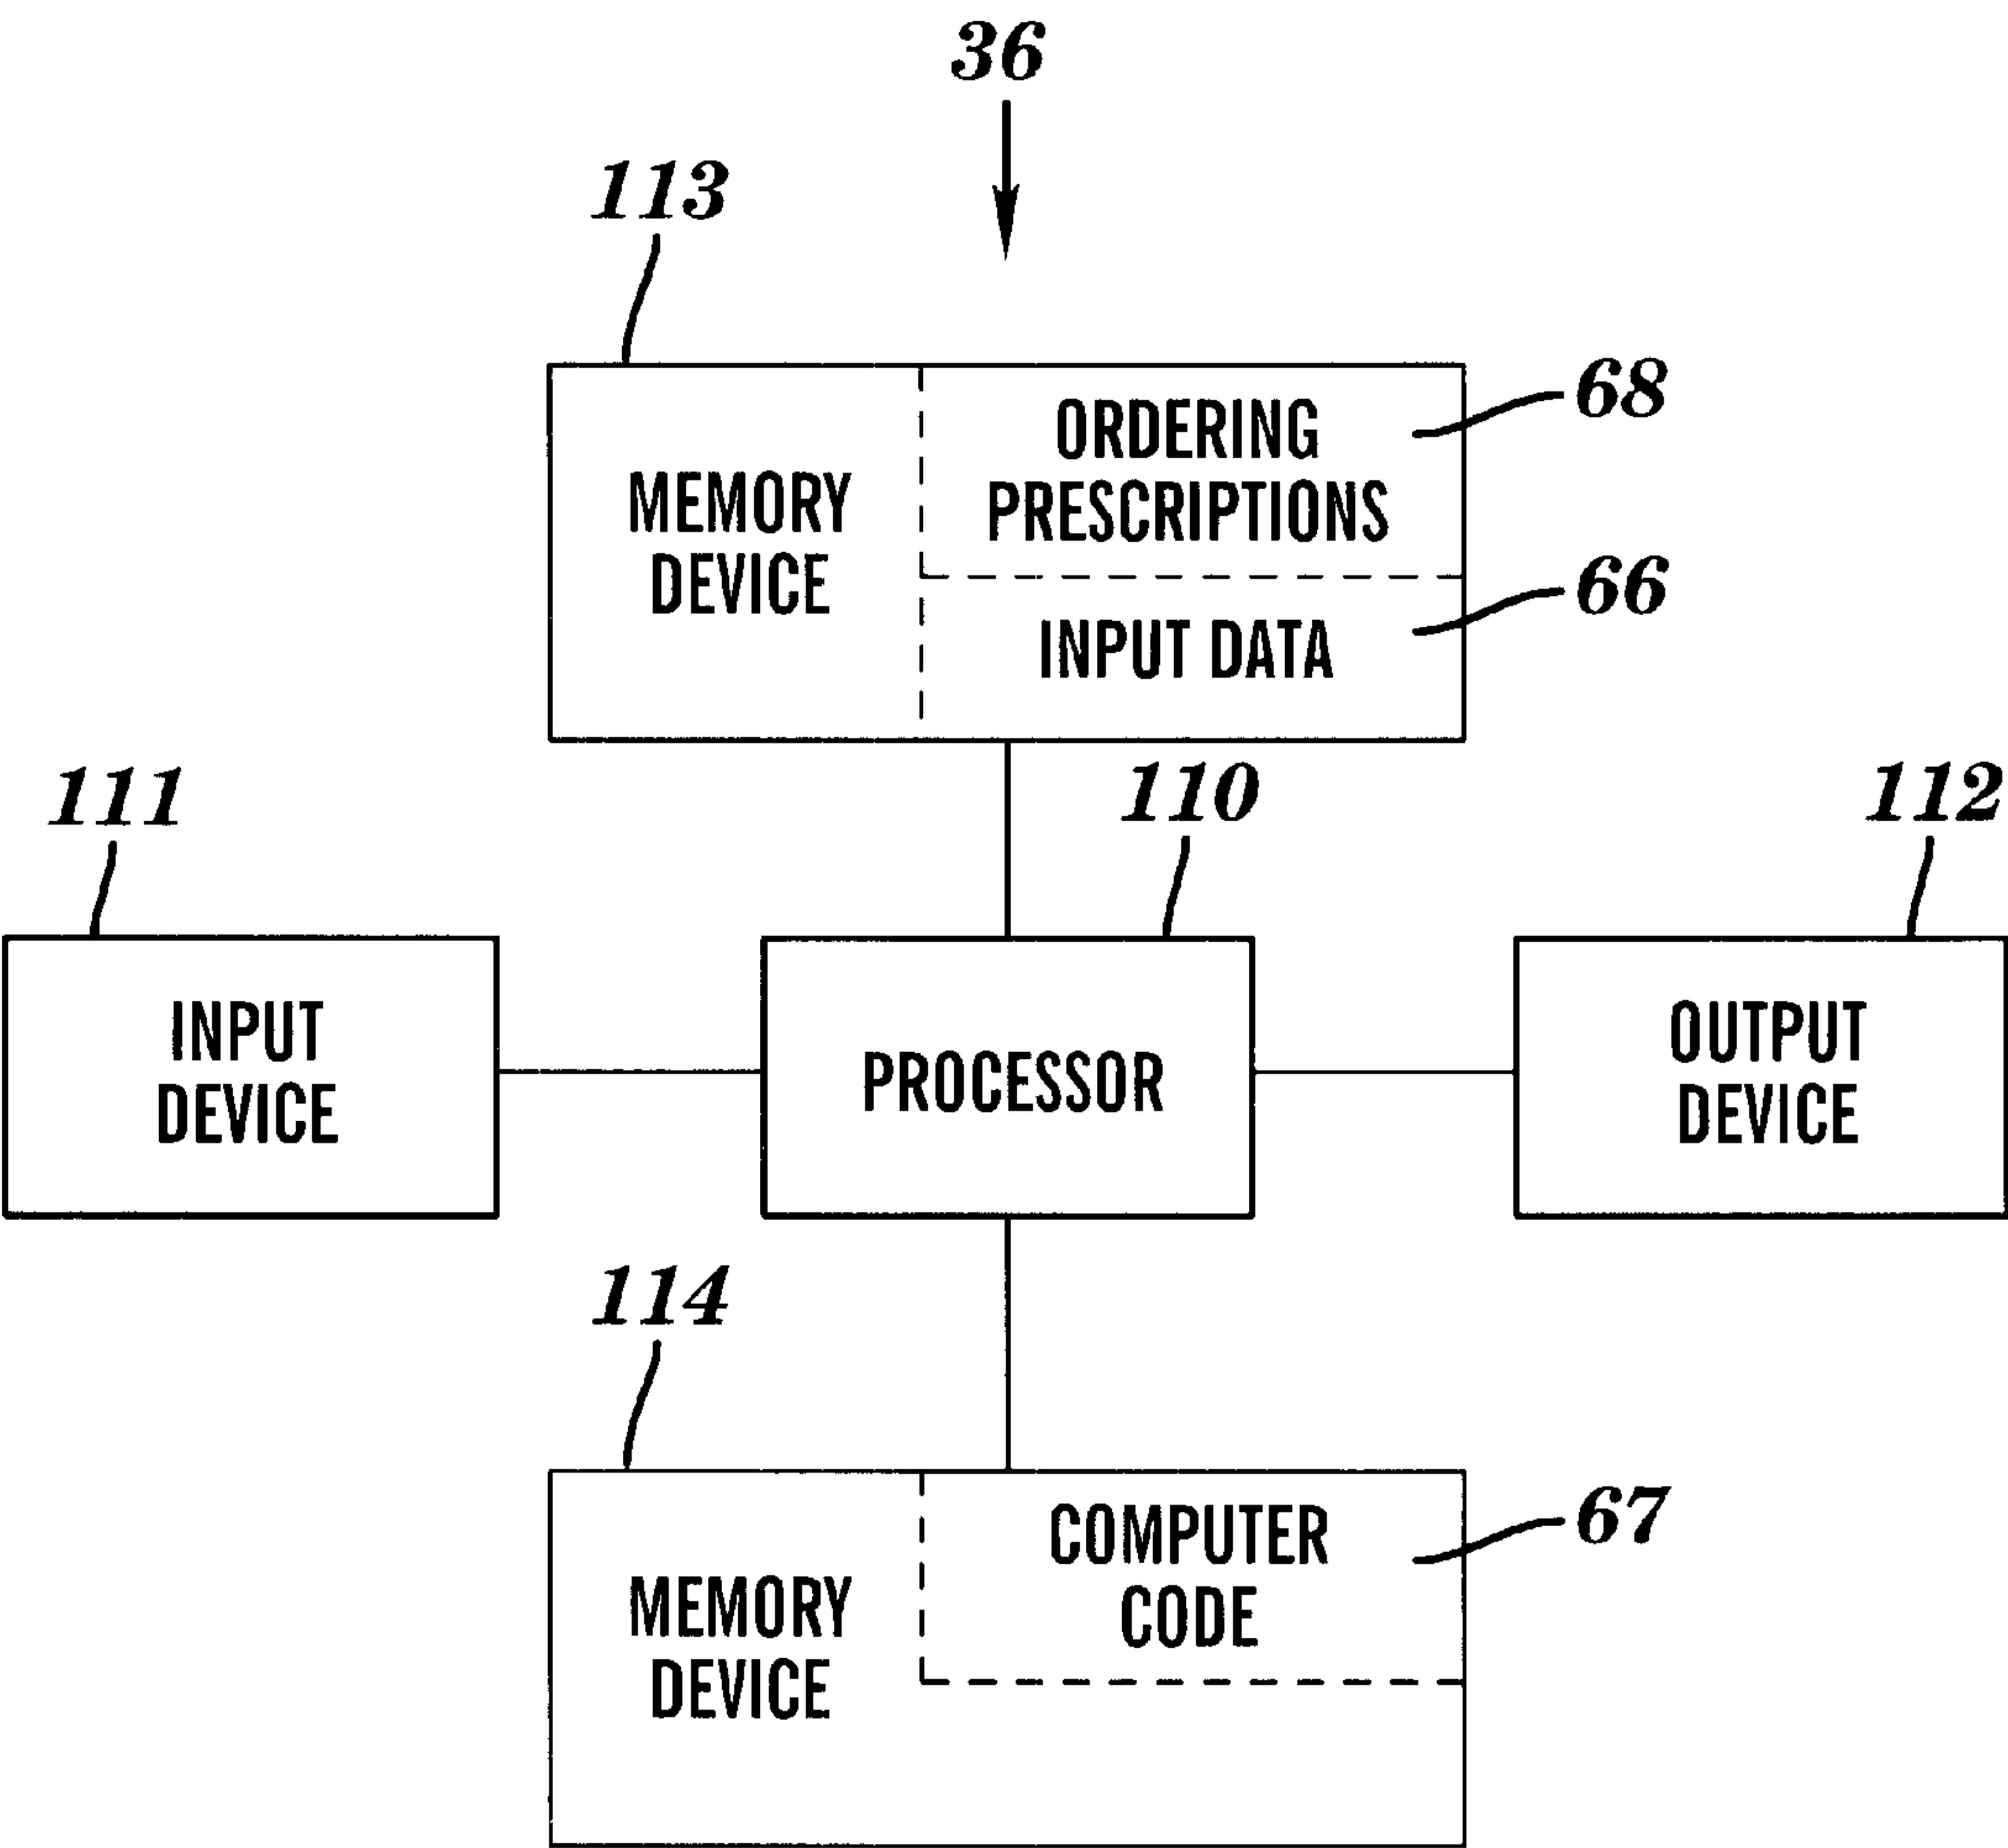 36
113
ORDERING
PRESCRIPTIONS
68
MEMORY
DEVICE
INPUT DATA
66
111
110
112
INPUT
DEVICE
PROCESSOR
OUTPUT
DEVICE
114
COMPUTER
CODE
67
MEMORY
DEVICE